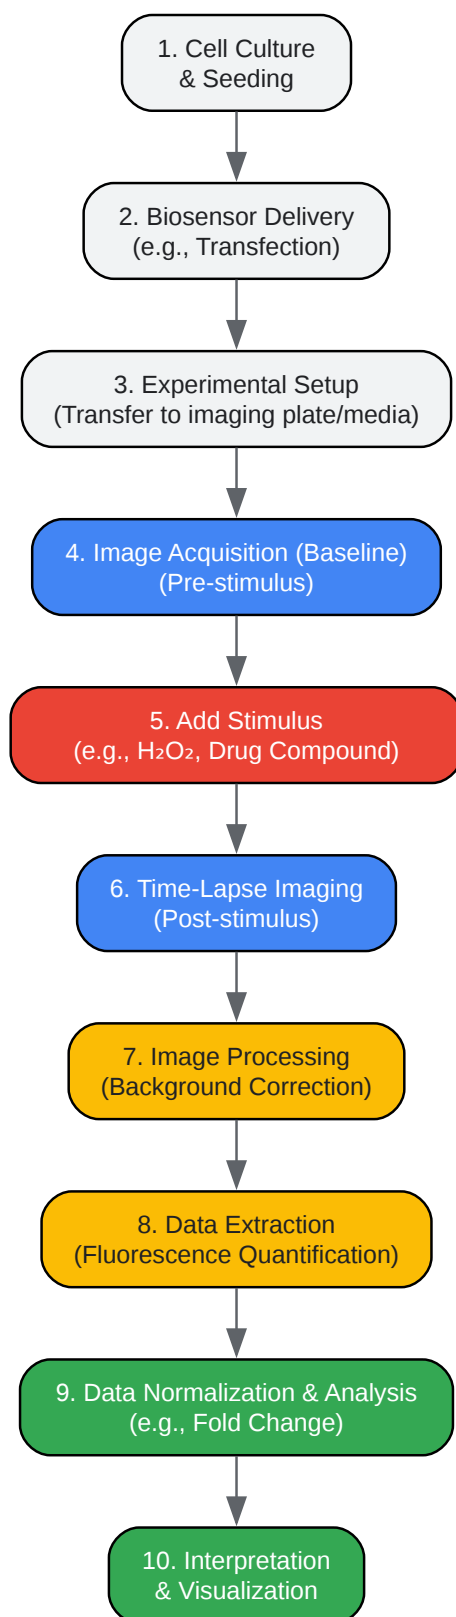 1. Cell Culture
& Seeding
2. Biosensor Delivery
(e.g., Transfection)
3. Experimental Setup
(Transfer to imaging plate/media)
4. Image Acquisition (Baseline)
(Pre-stimulus)
5. Add Stimulus
(e.g., H₂O₂, Drug Compound)
6. Time-Lapse Imaging
(Post-stimulus)
7. Image Processing
(Background Correction)
8. Data Extraction
(Fluorescence Quantification)
9. Data Normalization & Analysis
(e.g., Fold Change)
10. Interpretation
& Visualization